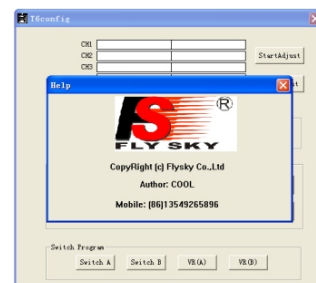 T6config
CH1
CH2
CH3
StartAdjust
Help
®
FLY SKY
CopyRight (c) Flysky Co.,Ltd
Author: COOL
Mobile: (86)13549265896
Switch Program
Switch A
Switch B
VR(A)
VR(B)